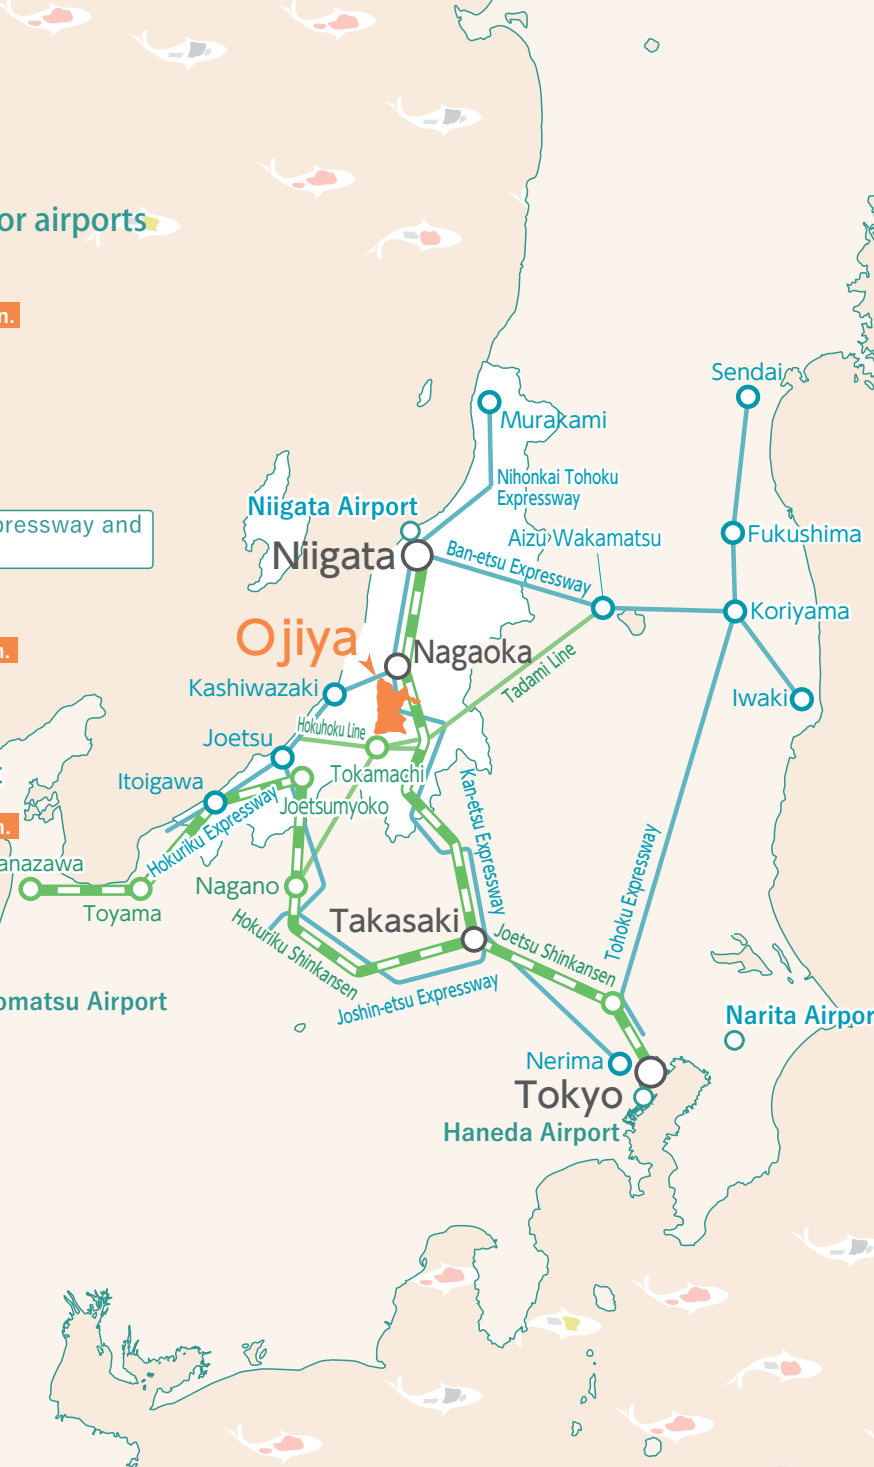 or airports
n.
Sendai
Murakami
Nihonkai Tohoku
Expressway
pressway and
Niigata Airport
Aizu Wakamatsu
Fukushima
Niigata
Ban-etsu Expressway
Koriyama
Ojiya
Nagaoka
n.
Tadami Line
Kashiwazaki
Iwaki
Hokuhoku Line
Joetsu
Tokamachi
Itoigawa
Joetsumyoko
Kan-etsu Expressway
n.
Hokuriku Expressway
anazawa
Nagano
Toyama
Tohoku Expressway
Takasaki
Hokuriku Shinkansen
Joetsu Shinkansen
Joshin-etsu Expressway
omatsu Airport
Narita Airpor
Nerima
Tokyo
Haneda Airport